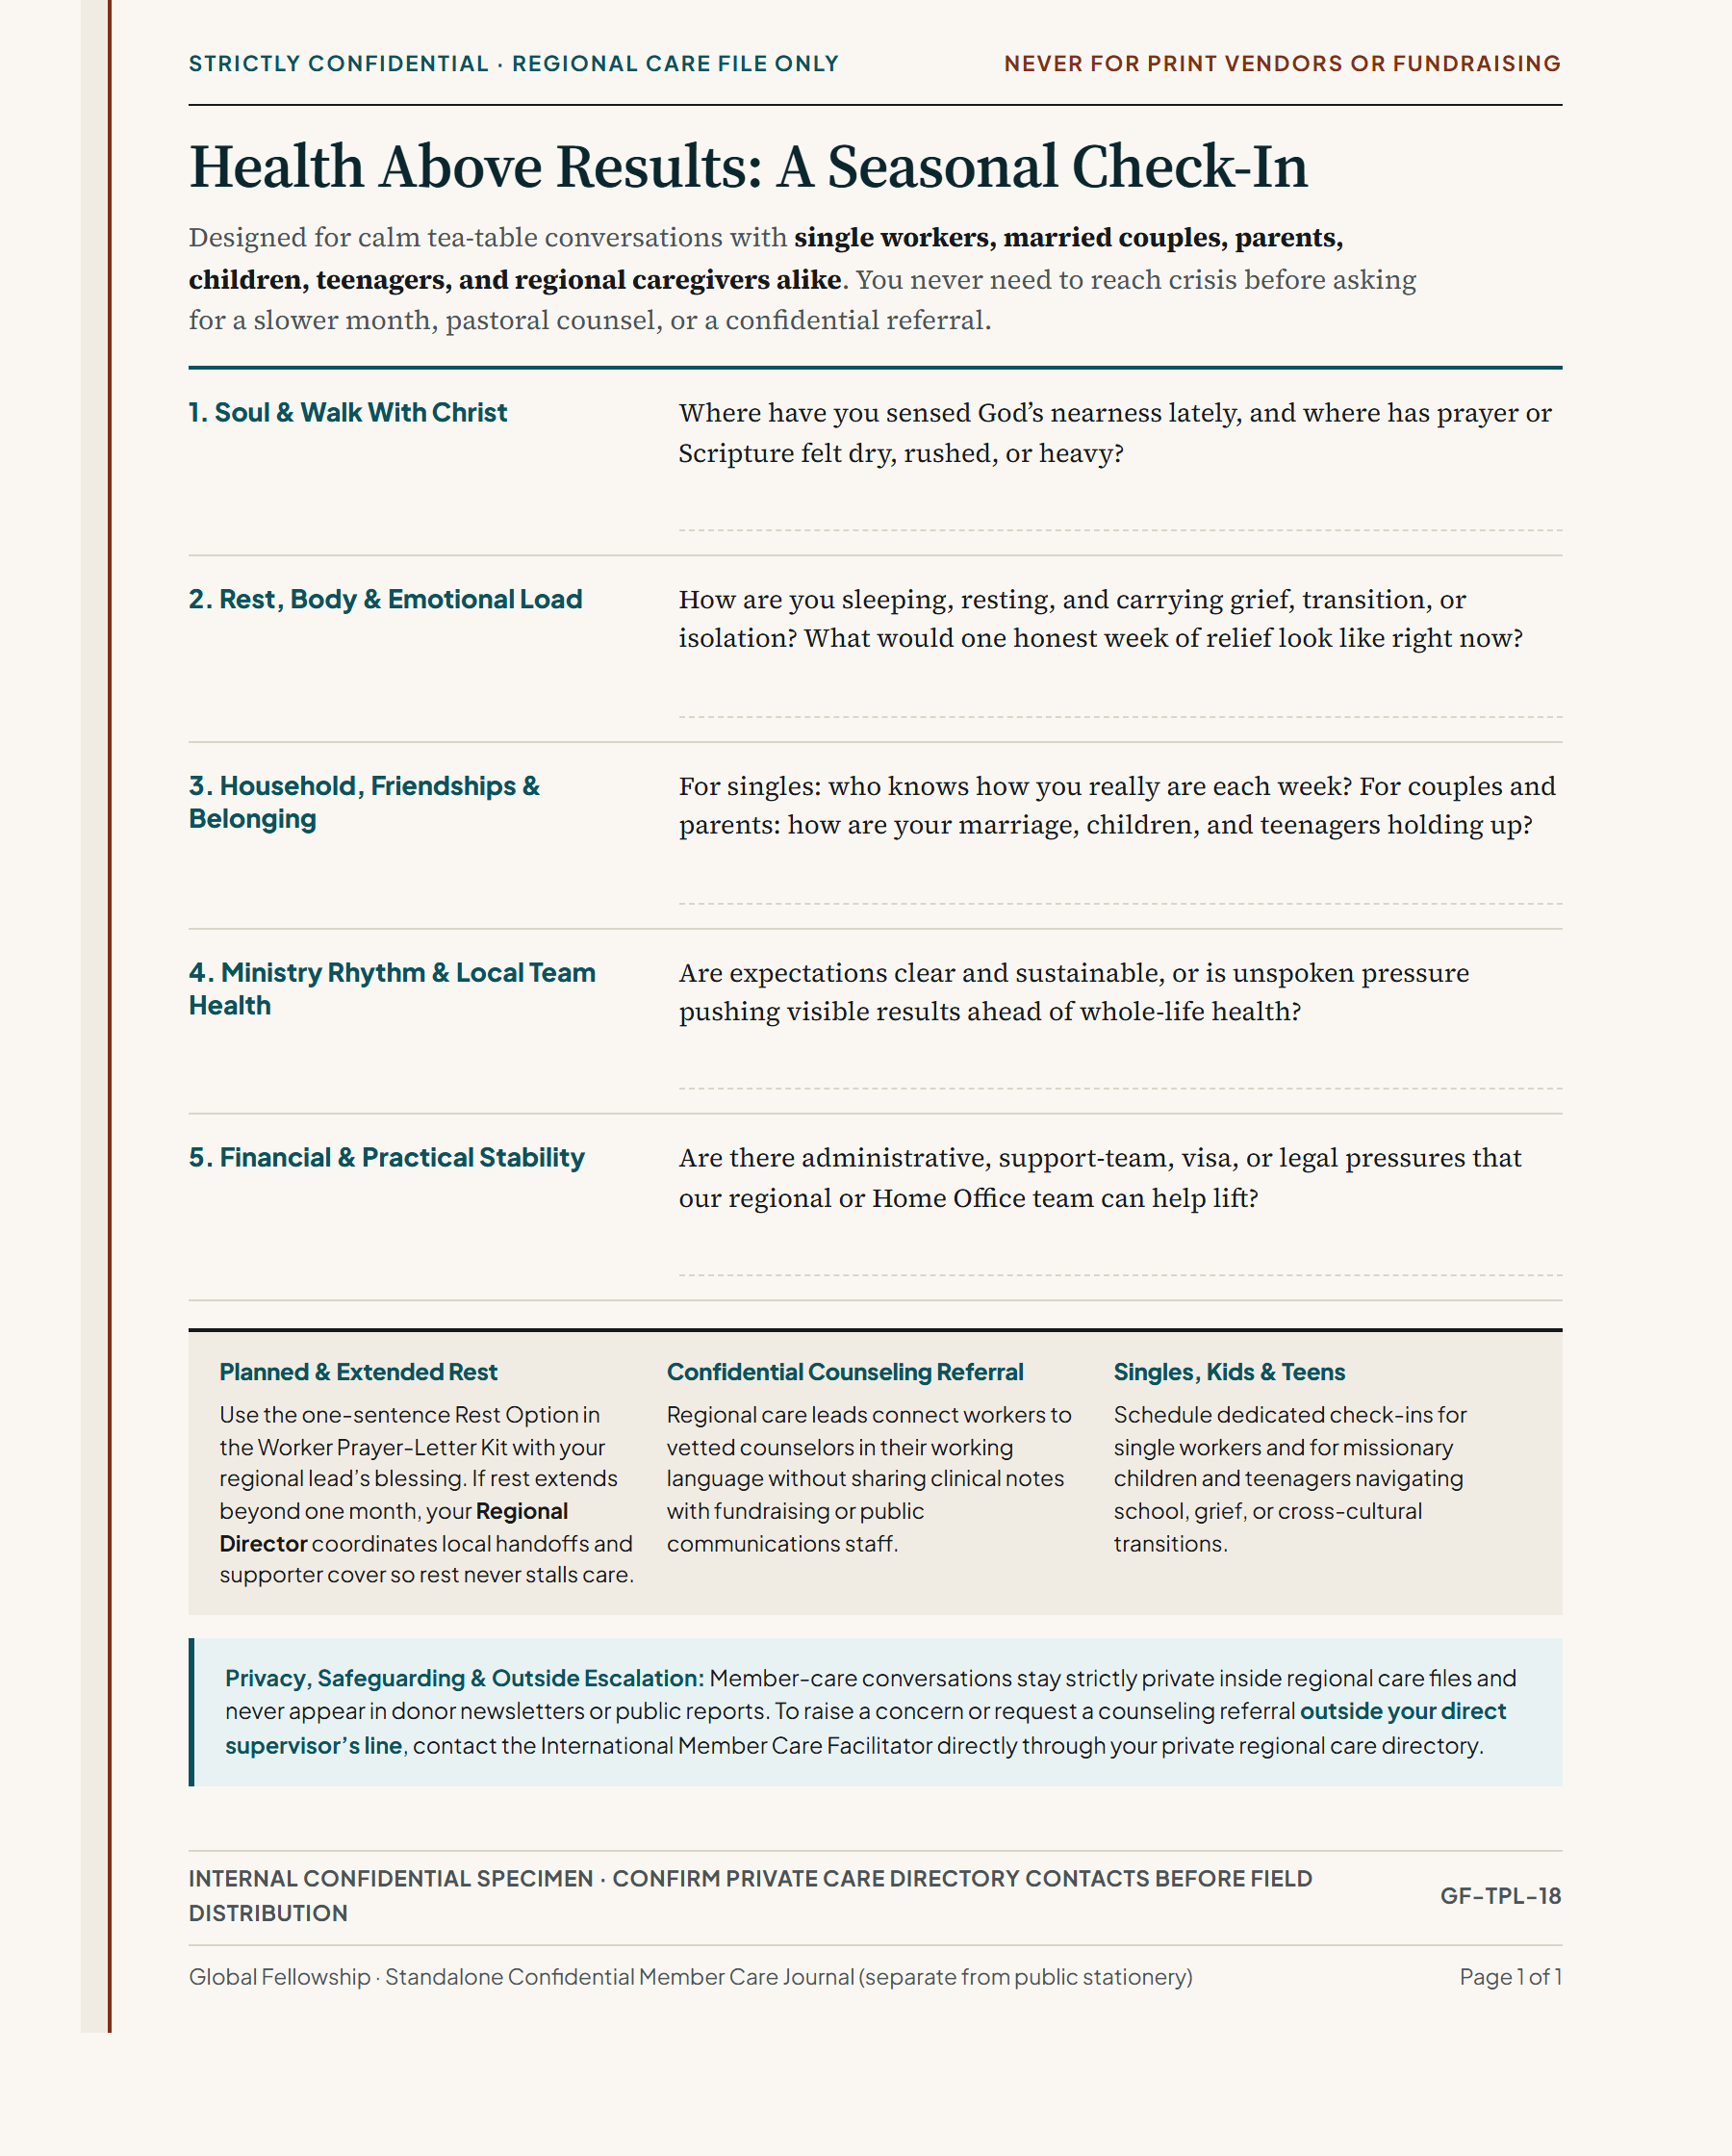 STRICTLY CONFIDENTIAL · REGIONAL CARE FILE ONLY
NEVER FOR PRINT VENDORS OR FUNDRAISING
Health Above Results: A Seasonal Check-In
Designed for calm tea-table conversations with single workers, married couples, parents,
children, teenagers, and regional caregivers alike. You never need to reach crisis before asking
for a slower month, pastoral counsel, or a confidential referral.
1. Soul & Walk With Christ
Where have you sensed God’s nearness lately, and where has prayer or
Scripture felt dry, rushed, or heavy?
2. Rest, Body & Emotional Load
How are you sleeping, resting, and carrying grief, transition, or
isolation? What would one honest week of relief look like right now?
3. Household, Friendships &
Belonging
For singles: who knows how you really are each week? For couples and
parents: how are your marriage, children, and teenagers holding up?
4. Ministry Rhythm & Local Team
Health
Are expectations clear and sustainable, or is unspoken pressure
pushing visible results ahead of whole-life health?
5. Financial & Practical Stability
Are there administrative, support-team, visa, or legal pressures that
our regional or Home Office team can help lift?
Planned & Extended Rest
Use the one-sentence Rest Option in
the Worker Prayer-Letter Kit with your
regional lead’s blessing. If rest extends
beyond one month, your Regional
Director coordinates local handoffs and
supporter cover so rest never stalls care.
Confidential Counseling Referral
Regional care leads connect workers to
vetted counselors in their working
language without sharing clinical notes
with fundraising or public
communications staff.
Singles, Kids & Teens
Schedule dedicated check-ins for
single workers and for missionary
children and teenagers navigating
school, grief, or cross-cultural
transitions.
Privacy, Safeguarding & Outside Escalation: Member-care conversations stay strictly private inside regional care files and
never appear in donor newsletters or public reports. To raise a concern or request a counseling referral outside your direct
supervisor’s line, contact the International Member Care Facilitator directly through your private regional care directory.
INTERNAL CONFIDENTIAL SPECIMEN · CONFIRM PRIVATE CARE DIRECTORY CONTACTS BEFORE FIELD
DISTRIBUTION
GF-TPL-18
Global Fellowship · Standalone Confidential Member Care Journal (separate from public stationery)
Page 1 of 1